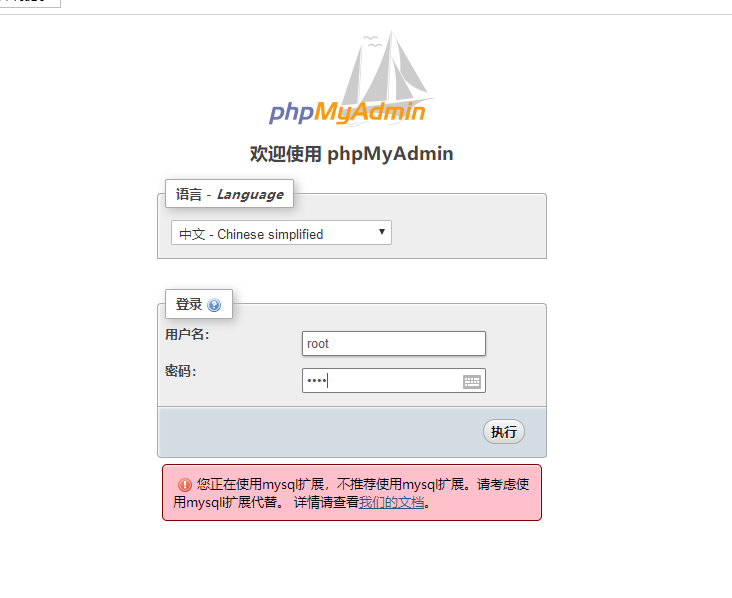 phpMyAdmin
欢迎使用 phpMyAdmin
语言 - Language
中文 - Chinese simplified
登录
用户名：
root
密码：
••••
执行
您正在使用mysql扩展，不推荐使用mysql扩展。请考虑使
用mysqli扩展代替。 详情请查看我们的文档。